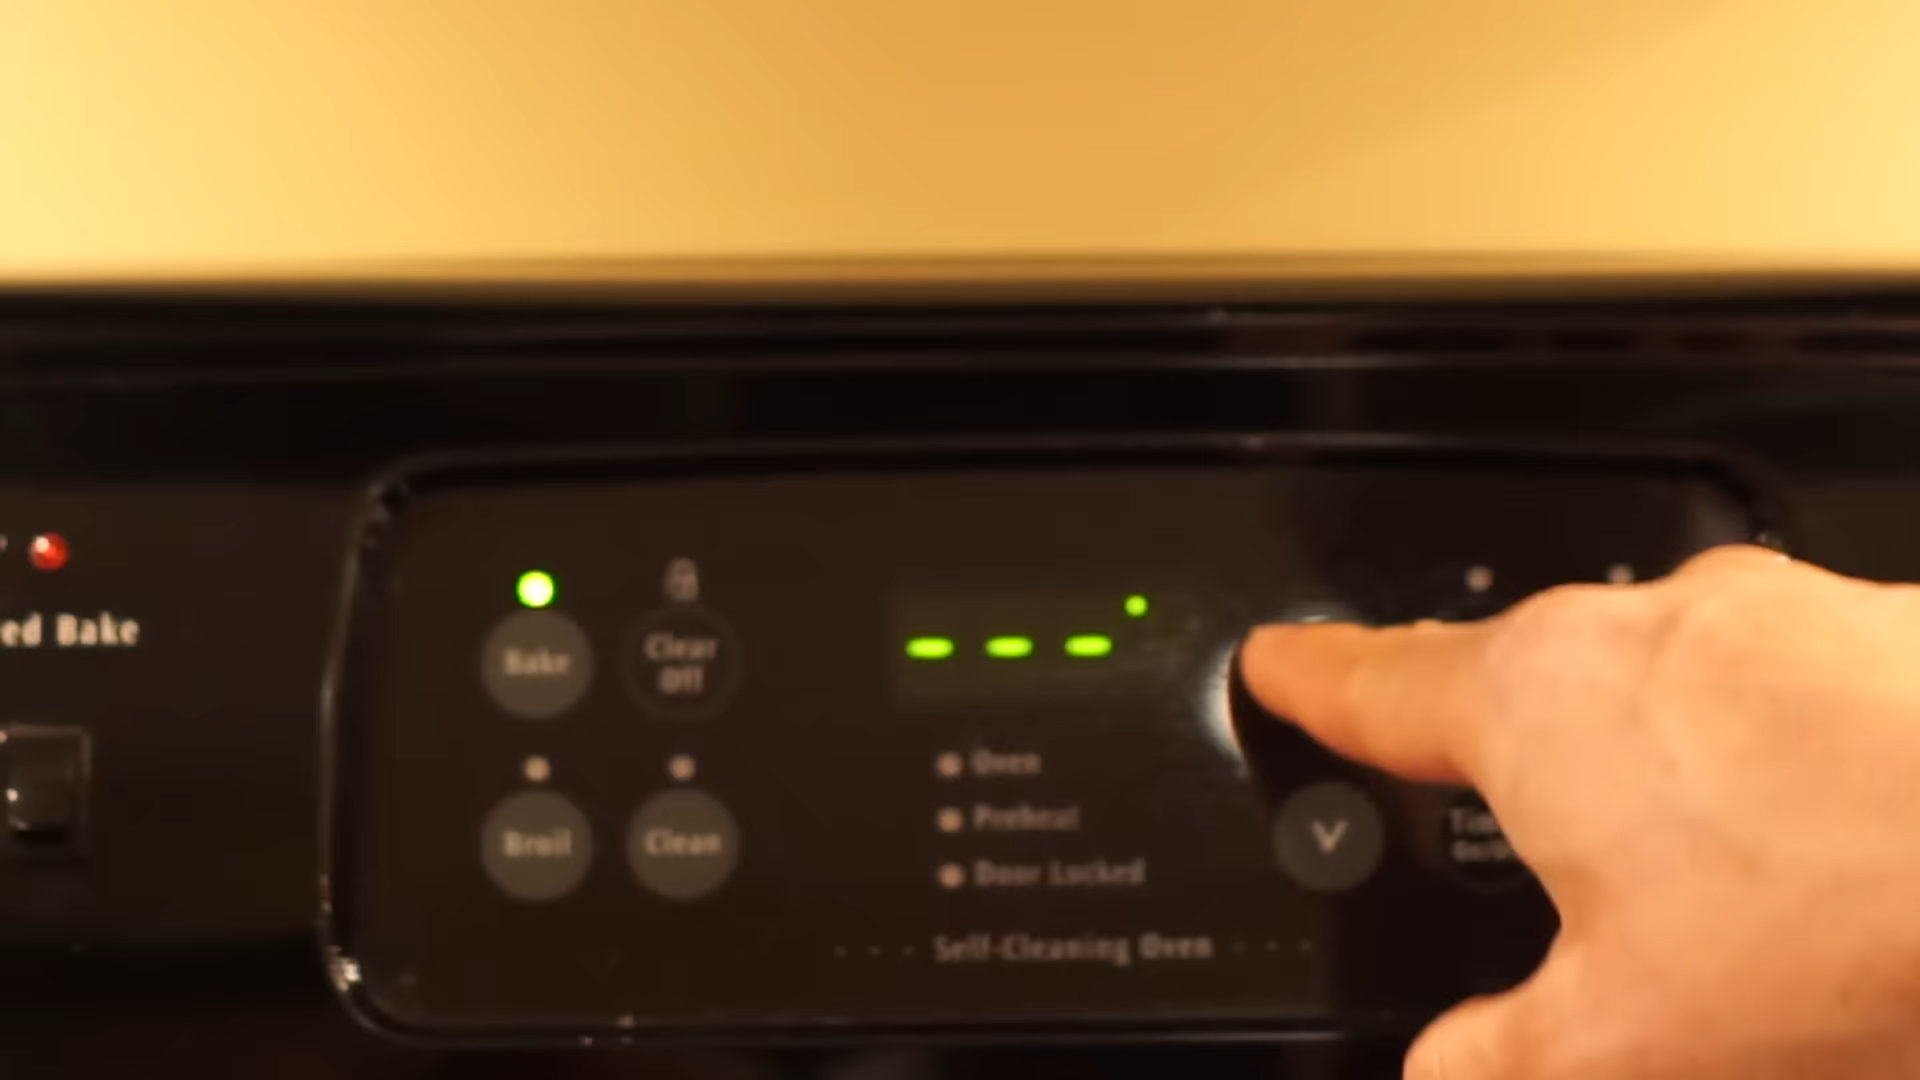 ed Bake
Bake
Clear
Off
---°
Broil
Clean
Oven
Preheat
Door Locked
Self-Cleaning Oven